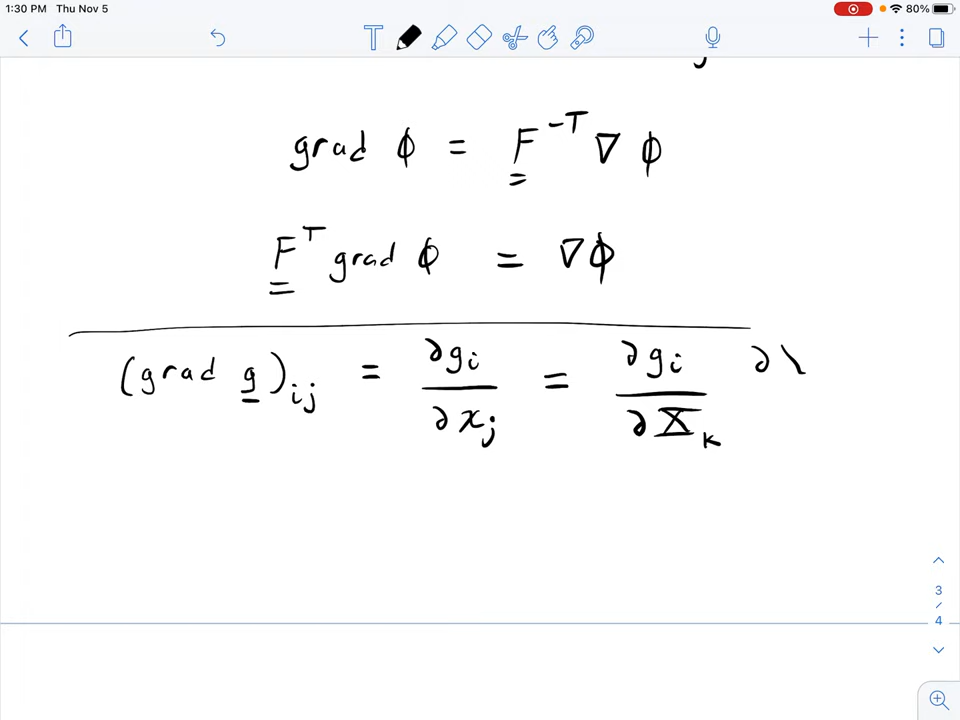 1:30 PM Thu Nov 5 80%
grad ϕ = F^{-T} ∇ ϕ
F^T grad ϕ = ∇ϕ
(grad g)_{ij} = ∂g_i / ∂x_j = ∂g_i / ∂X_k ∂
3
/
4